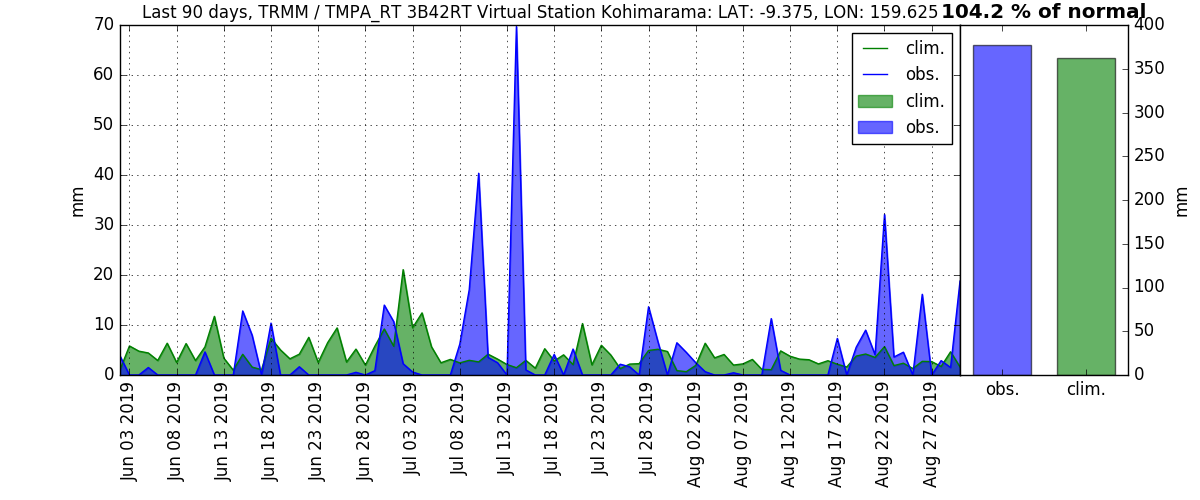 Last 90 days, TRMM / TMPA_RT 3B42RT Virtual Station Kohimarama: LAT: -9.375, LON: 159.625
104.2 % of normal
70
60
50
40
30
20
10
0
mm
clim.
obs.
clim.
obs.
Jun 03 2019
Jun 08 2019
Jun 13 2019
Jun 18 2019
Jun 23 2019
Jun 28 2019
Jul 03 2019
Jul 08 2019
Jul 13 2019
Jul 18 2019
Jul 23 2019
Jul 28 2019
Aug 02 2019
Aug 07 2019
Aug 12 2019
Aug 17 2019
Aug 22 2019
Aug 27 2019
400
350
300
250
200
150
100
50
0
mm
obs.
clim.